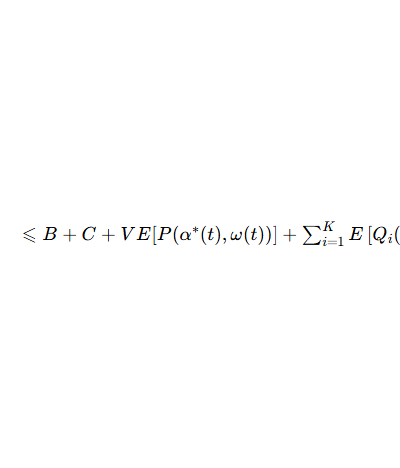 ⩽ B + C + VE[P(α*(t), ω(t))] + ∑_{i=1}^{K} E [Q_i(